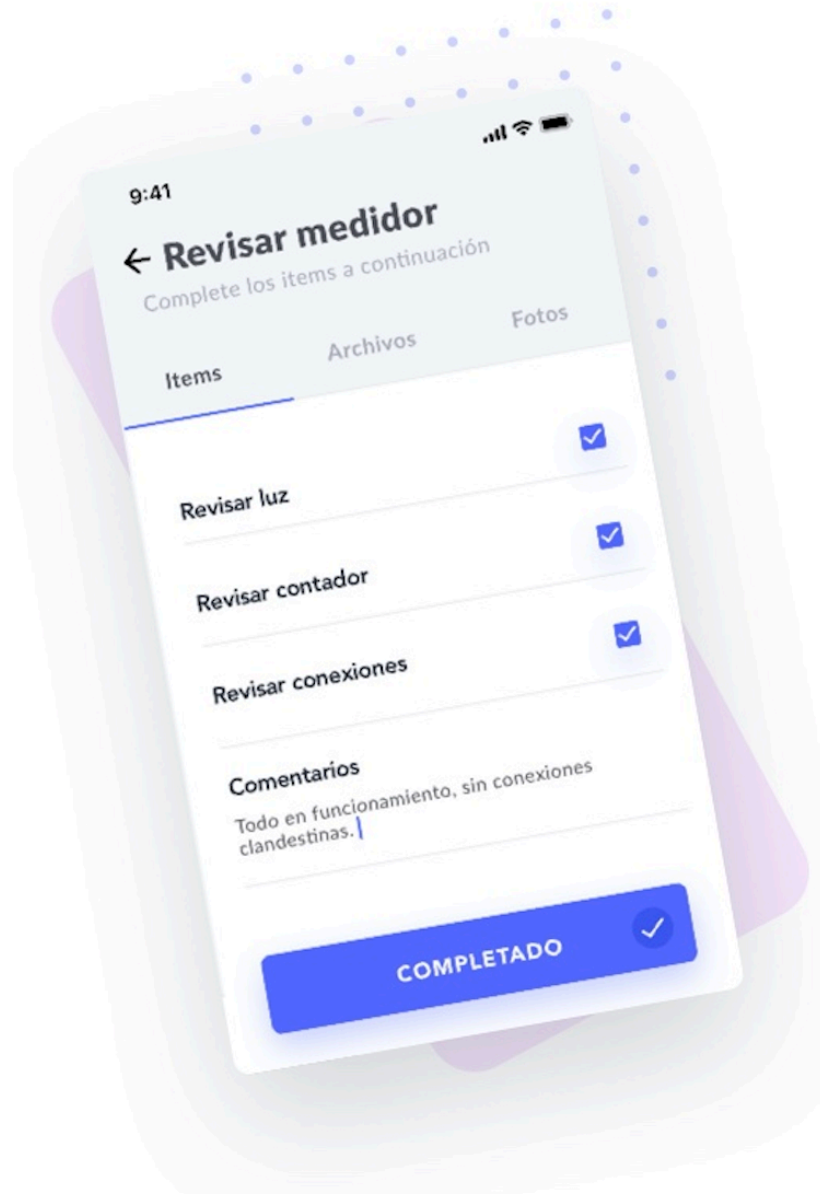 9:41
Revisar medidor
Complete los items a continuación
Items
Archivos
Fotos
Revisar luz
Revisar contador
Revisar conexiones
Comentarios
Todo en funcionamiento, sin conexiones
clandestinas.
COMPLETADO